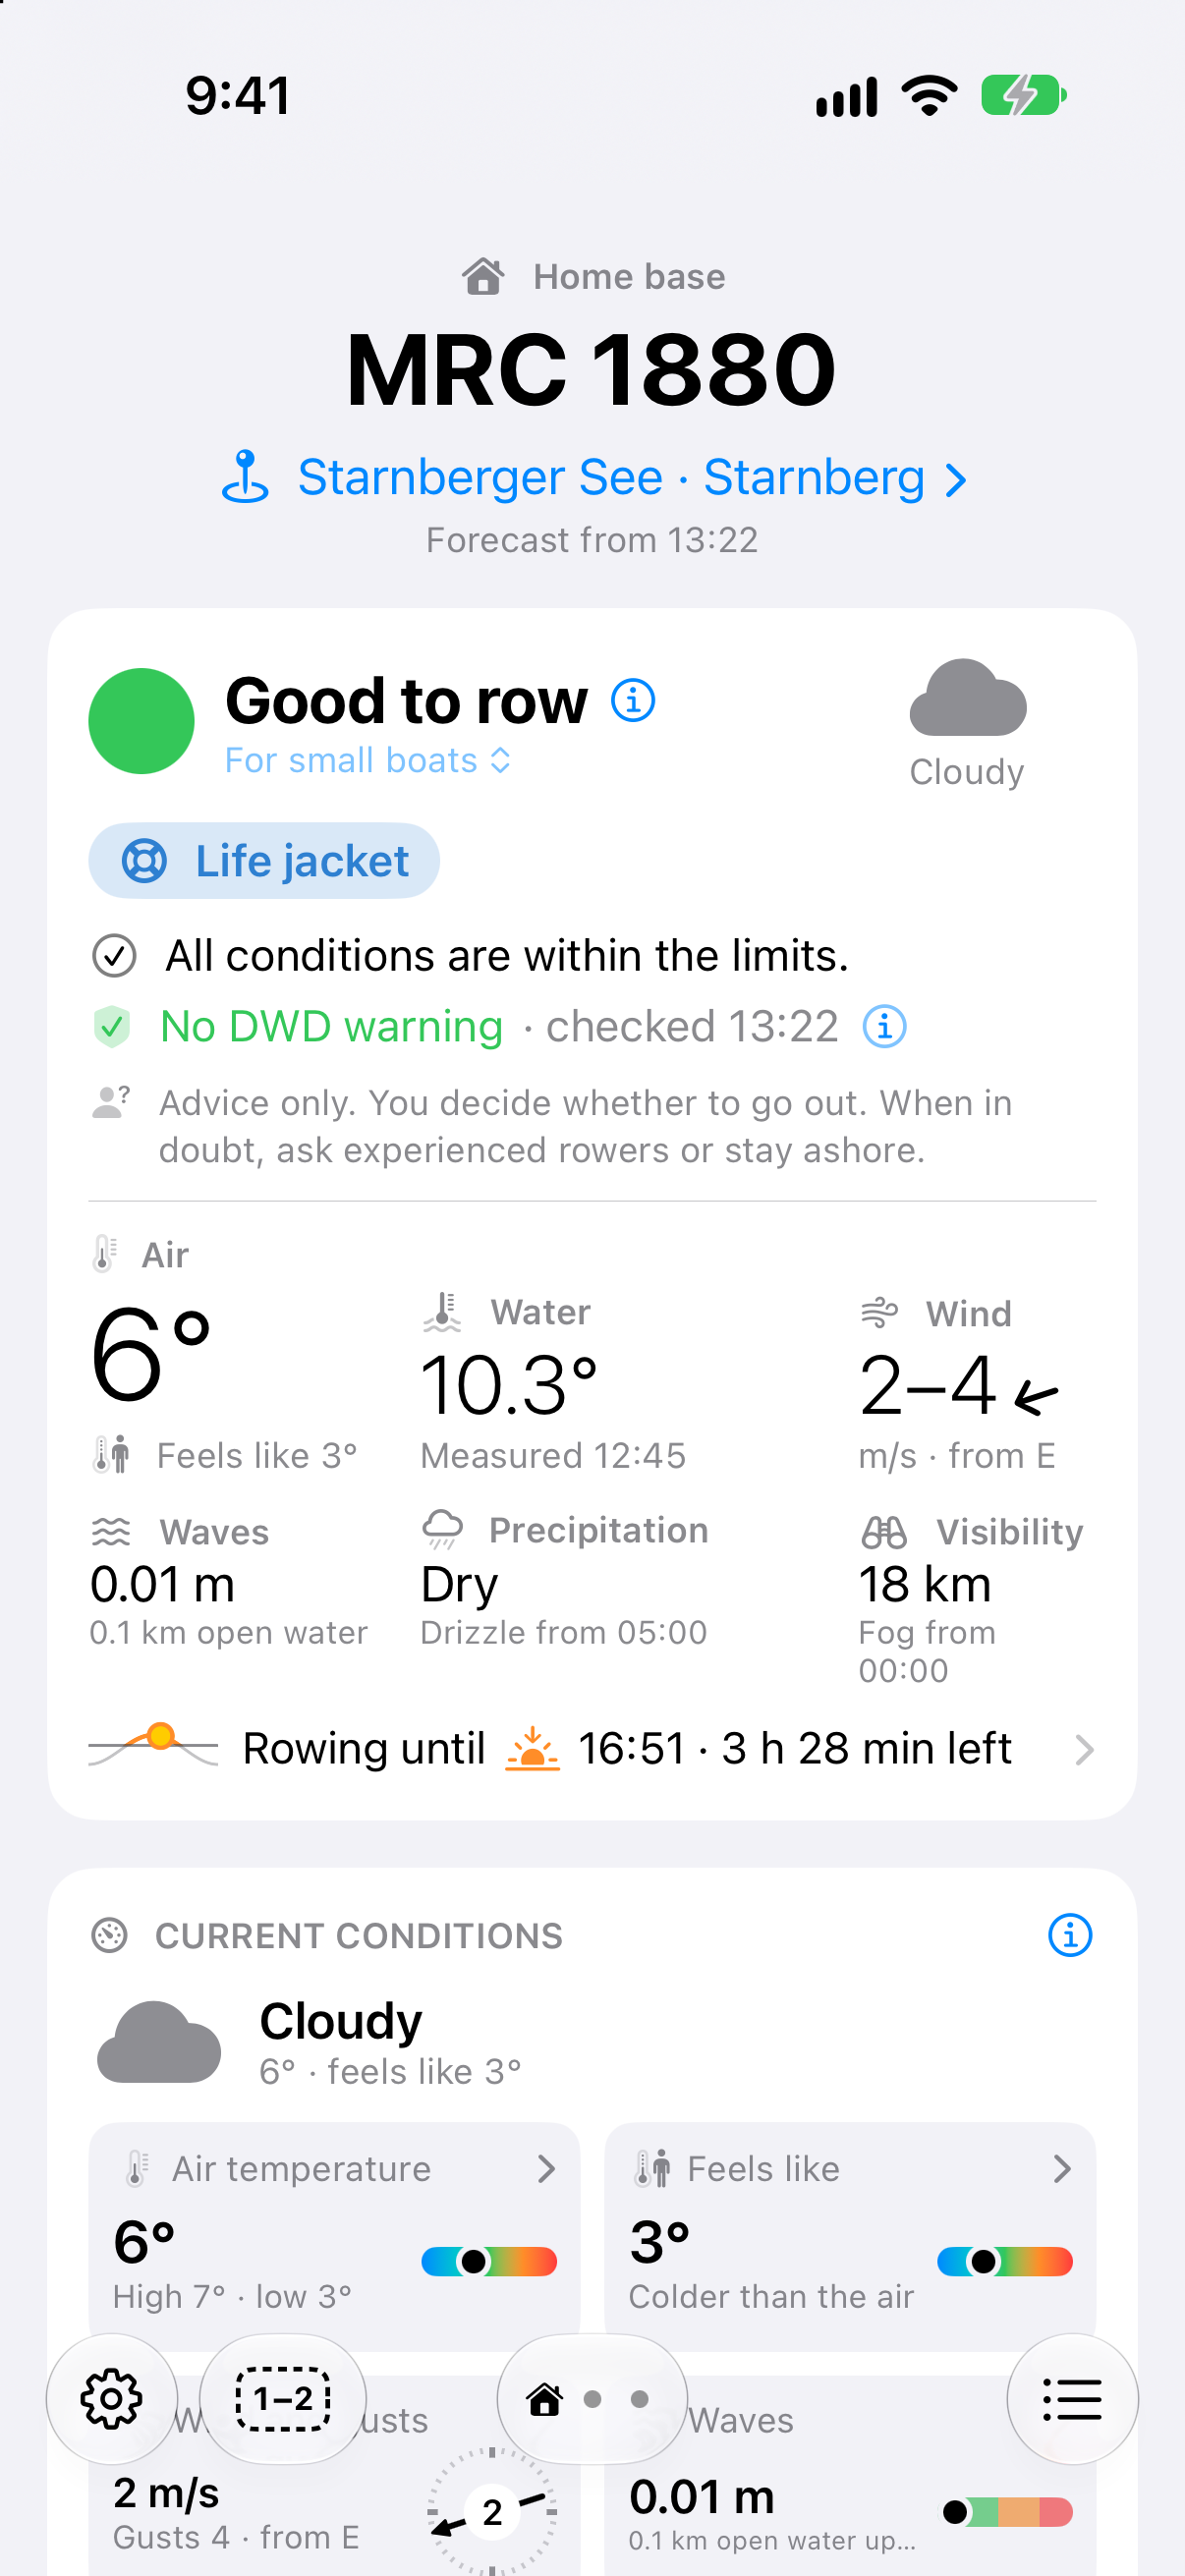 9:41
Home base
MRC 1880
Starnberger See · Starnberg
Forecast from 13:22
Good to row
For small boats
Cloudy
Life jacket
All conditions are within the limits.
No DWD warning · checked 13:22
Advice only. You decide whether to go out. When in
doubt, ask experienced rowers or stay ashore.
Air
6°
Feels like 3°
Water
10.3°
Measured 12:45
Wind
2–4
m/s · from E
Waves
0.01 m
0.1 km open water
Precipitation
Dry
Drizzle from 05:00
Visibility
18 km
Fog from
00:00
Rowing until 16:51 · 3 h 28 min left
CURRENT CONDITIONS
Cloudy
6° · feels like 3°
Air temperature
6°
High 7° · low 3°
Feels like
3°
Colder than the air
1–2
usts
2 m/s
Gusts 4 · from E
2
Waves
0.01 m
0.1 km open water up...